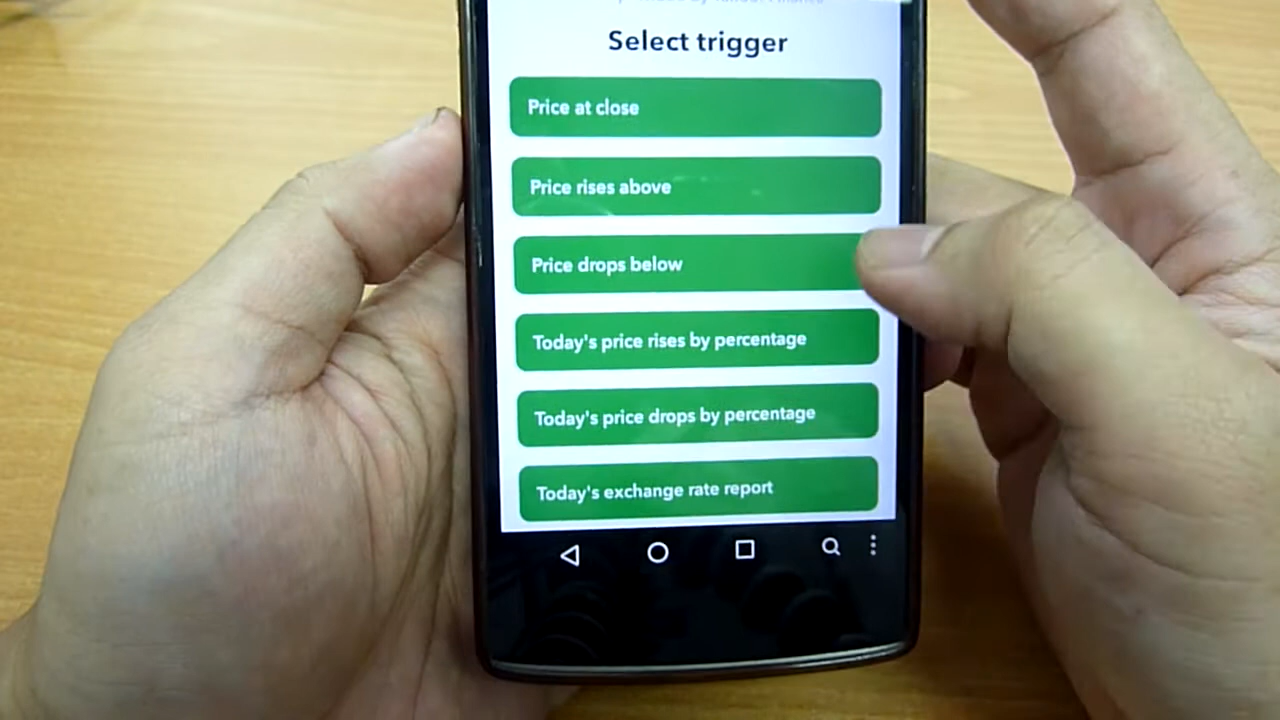 Select trigger
Price at close
Price rises above
Price drops below
Today's price rises by percentage
Today's price drops by percentage
Today's exchange rate report